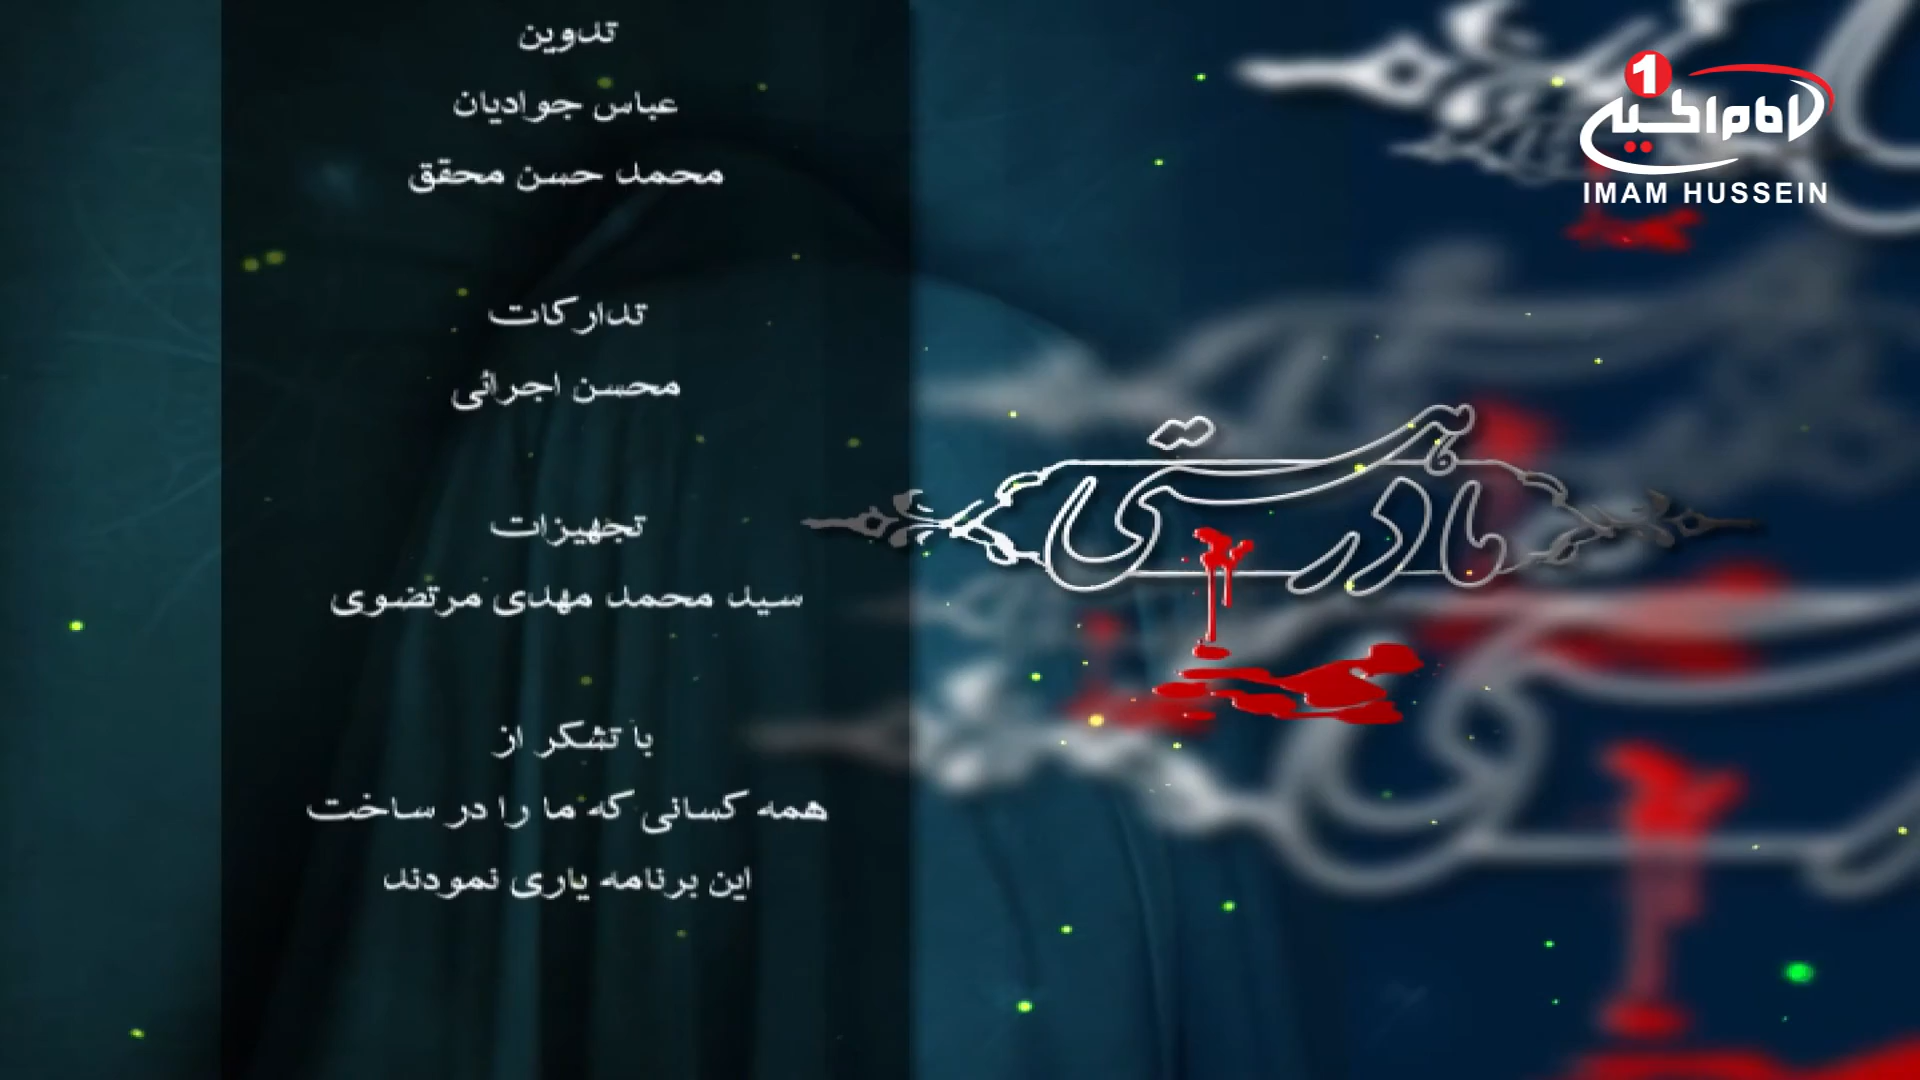 تدوین
عباس جوادیان
محمد حسن محقق
تدارکات
محسن اجرائی
تجهیزات
سید محمد مهدی مرتضوی
با تشکر از
همه کسانی که ما را در ساخت
این برنامه یاری نمودند
مادر هستی
1
امام الحسین
IMAM HUSSEIN